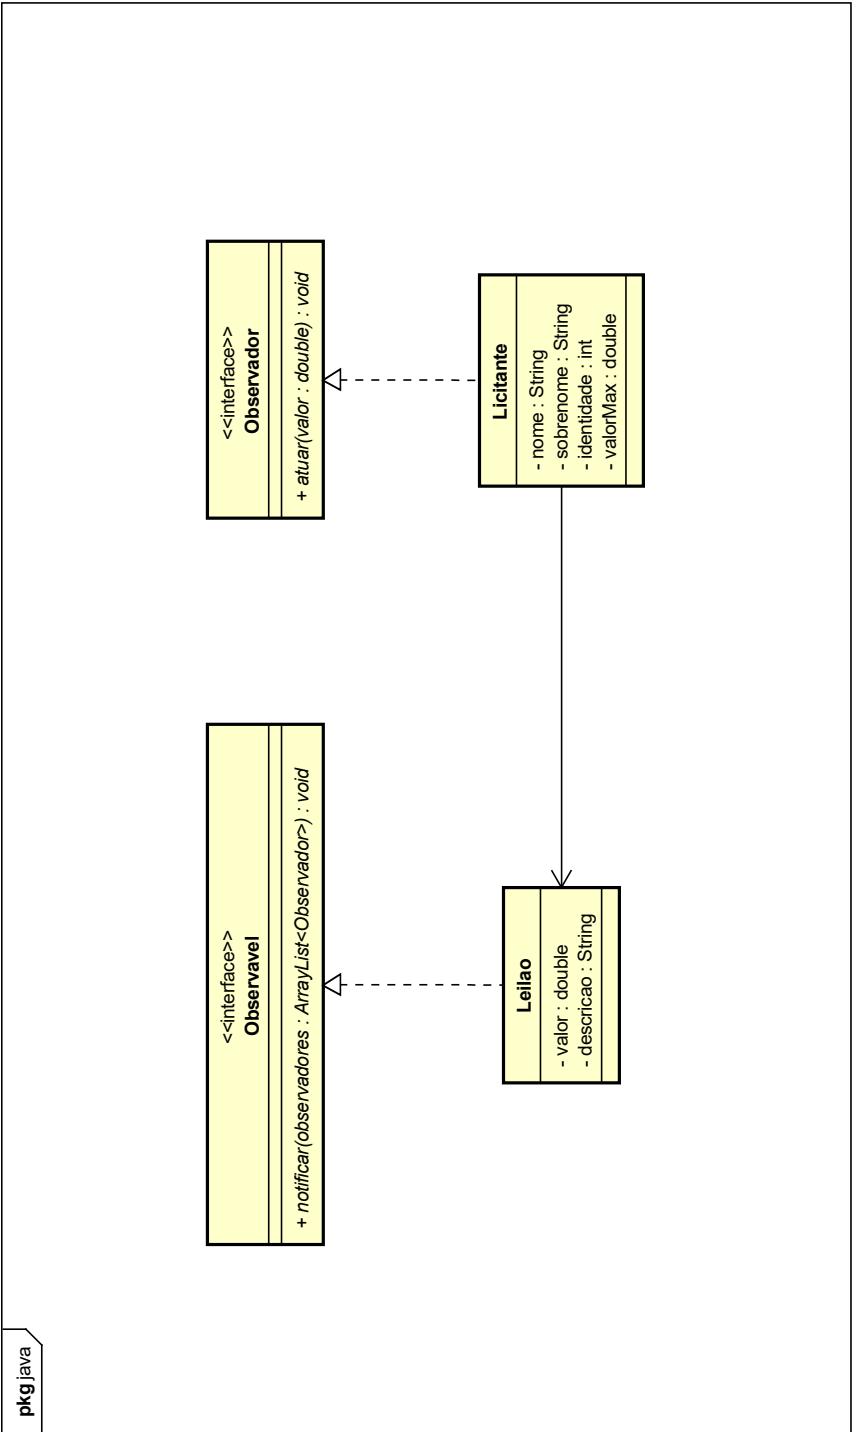 pkg java
<<interface>>
Observavel
+ notificar(observadores : ArrayList<Observador>) : void
<<interface>>
Observador
+ atuar(valor : double) : void
Leilao
- valor : double
- descricao : String
Licitante
- nome : String
- sobrenome : String
- identidade : int
- valorMax : double